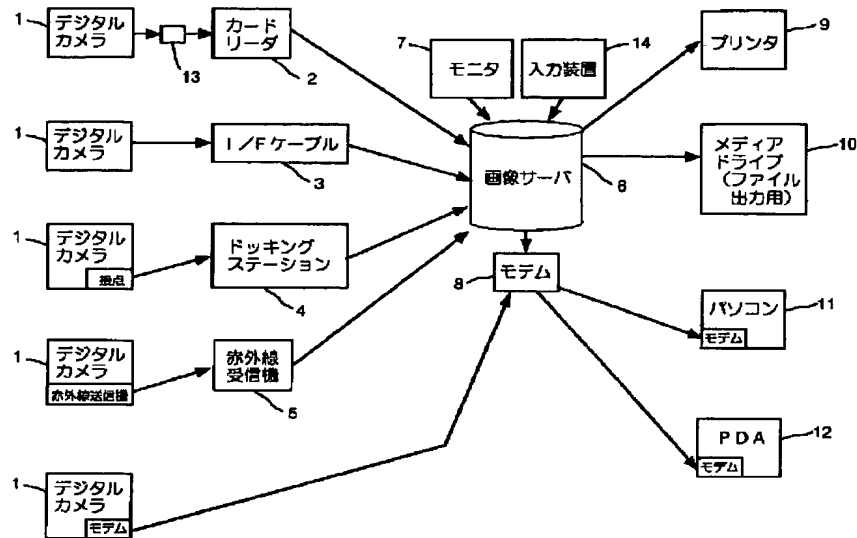 1
デジタル
カメラ
13
カード
リーダ
2
7
モニタ
14
入力装置
9
プリンタ
1
デジタル
カメラ
I/Fケーブル
3
画像サーバ
6
10
メディア
ドライブ
(ファイル
出力用)
1
デジタル
カメラ
接点
ドッキング
ステーション
4
8
モデム
11
パソコン
モデム
1
デジタル
カメラ
赤外線送信機
赤外線
受信機
5
12
PDA
モデム
1
デジタル
カメラ
モデム